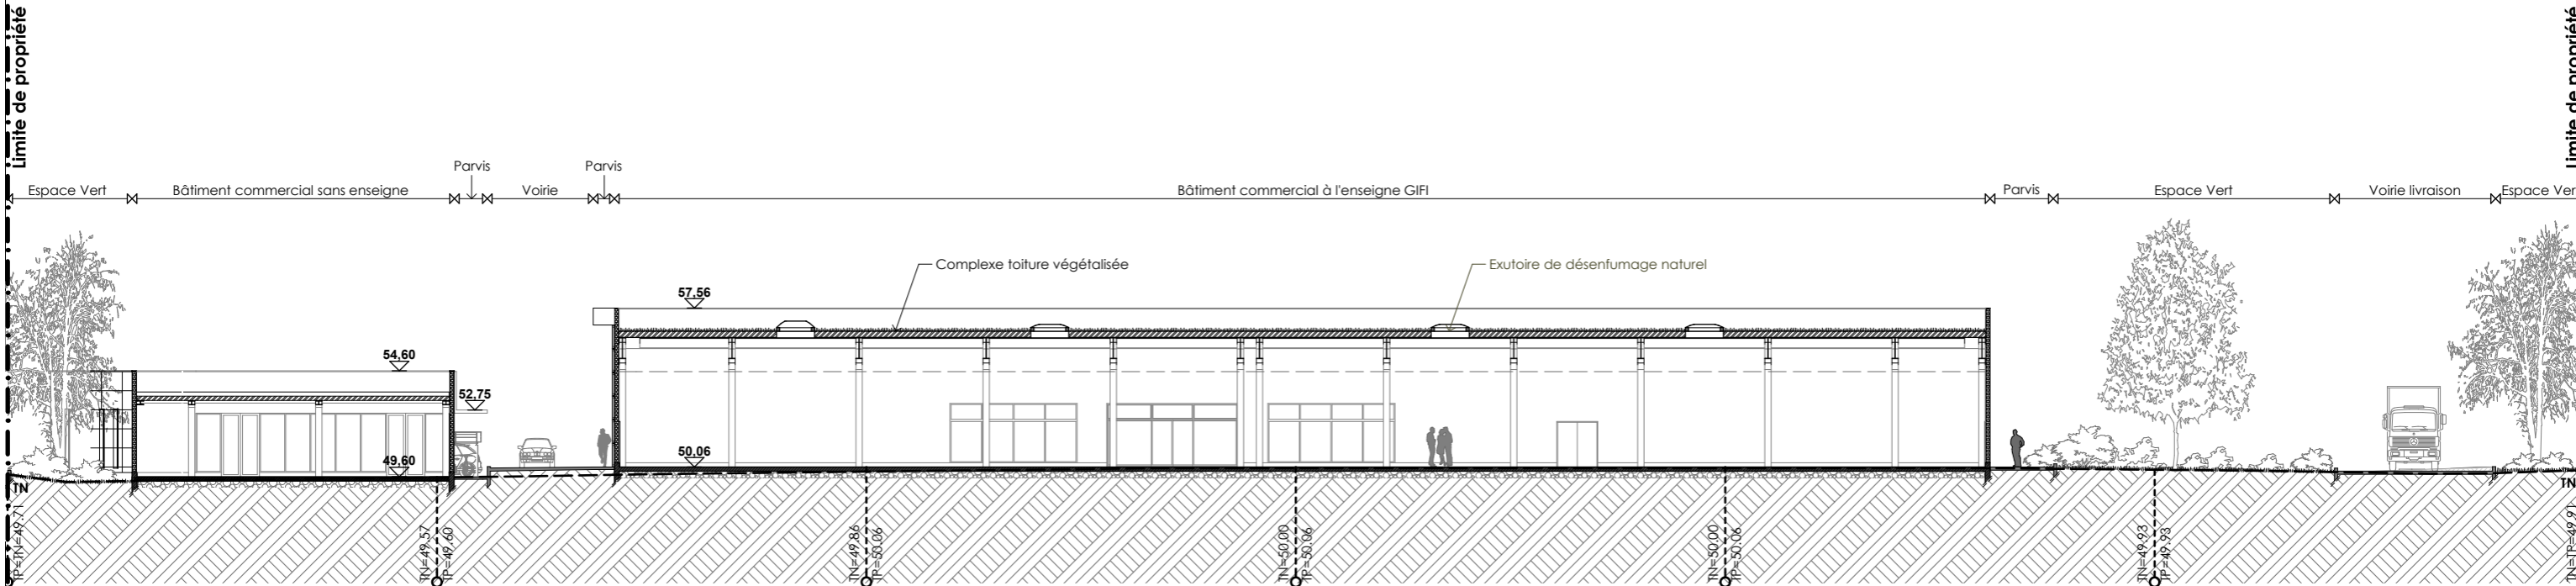 Limite de propriété
Limite de propriété
Parvis
Parvis
Espace Vert
Bâtiment commercial sans enseigne
Voirie
Bâtiment commercial à l'enseigne GIFI
Parvis
Espace Vert
Voirie livraison
Espace Ver
Complexe toiture végétalisée
Exutoire de désenfumage naturel
57,56
54,60
52,75
49,60
50,06
TN
TN
TP=TN=49.71
TN=49.57
TP=49.60
TN=49.86
TP=50.06
TN=50.00
TP=50.06
TN=50.00
TP=50.06
TN=49.93
TP=49.93
TN=TP=49.91